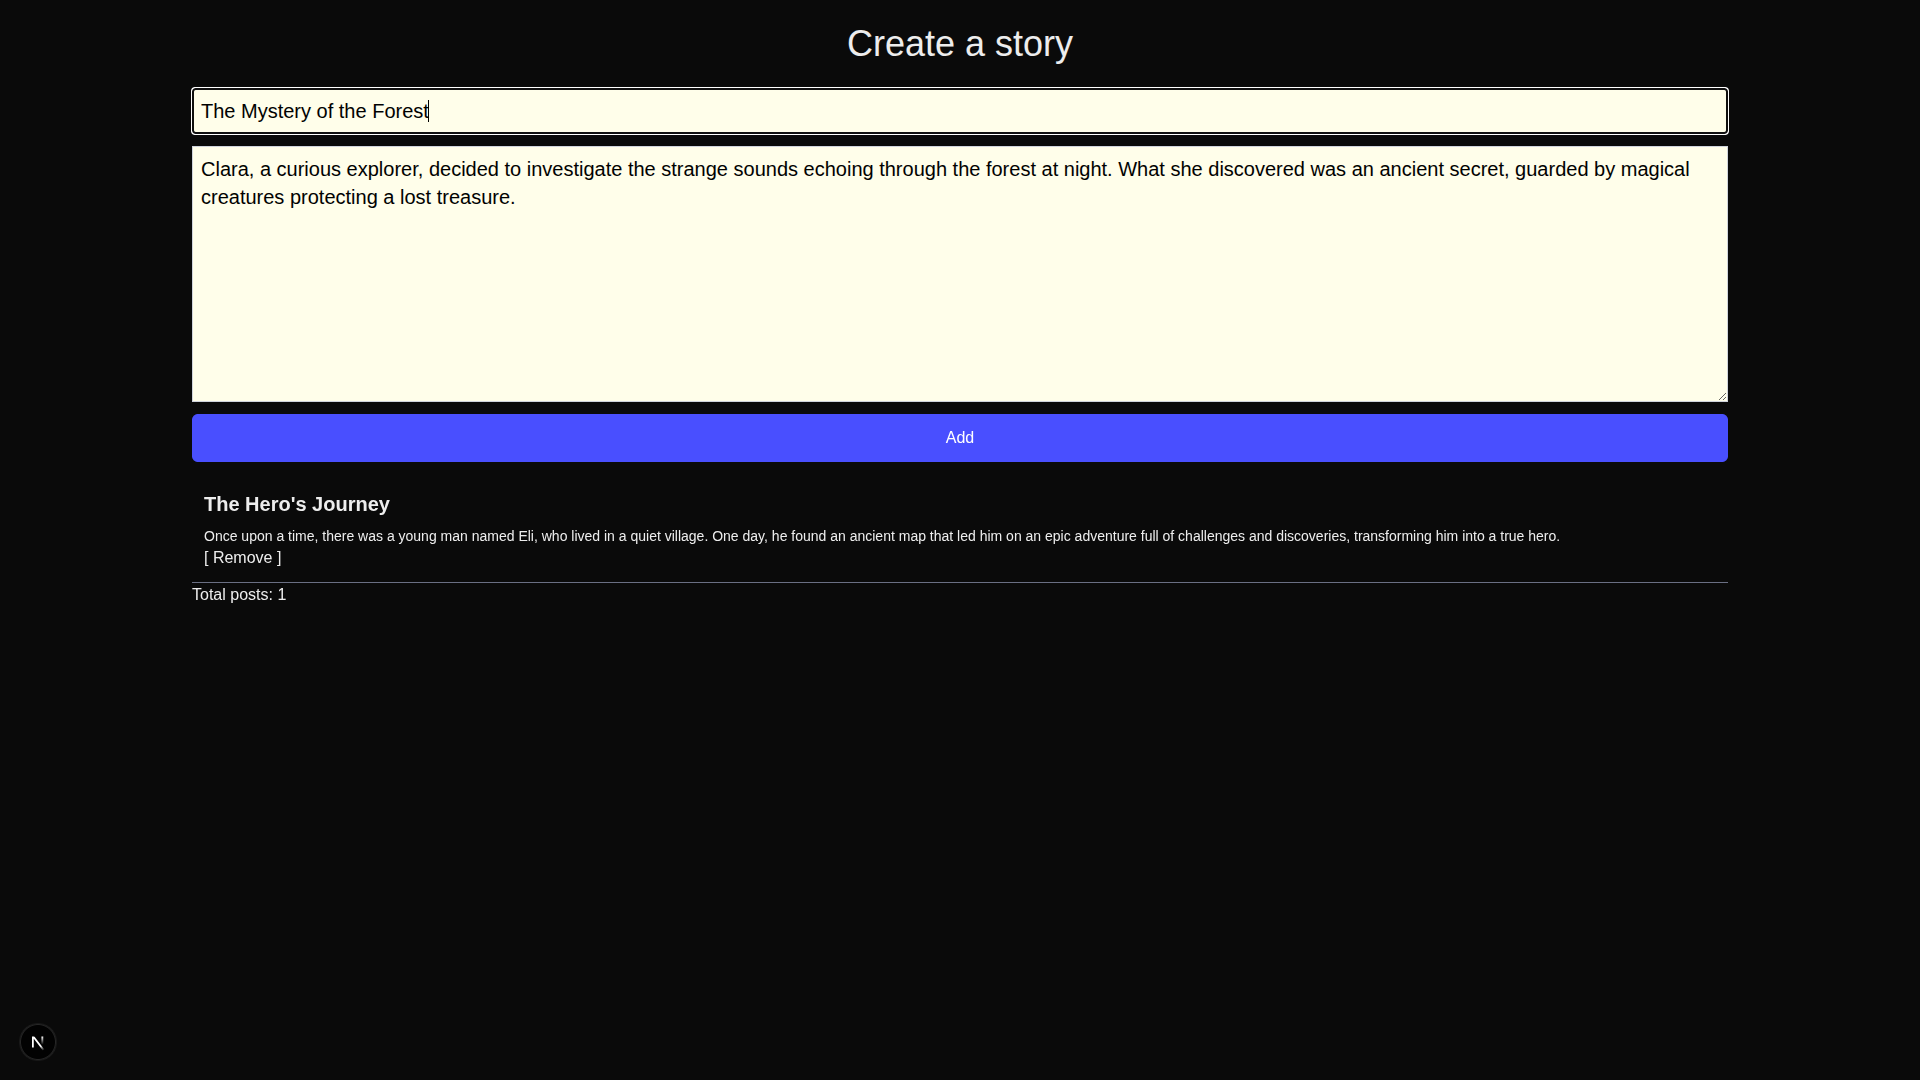 Create a story
The Mystery of the Forest
Clara, a curious explorer, decided to investigate the strange sounds echoing through the forest at night. What she discovered was an ancient secret, guarded by magical
creatures protecting a lost treasure.
Add
The Hero's Journey
Once upon a time, there was a young man named Eli, who lived in a quiet village. One day, he found an ancient map that led him on an epic adventure full of challenges and discoveries, transforming him into a true hero.
[ Remove ]
Total posts: 1
N